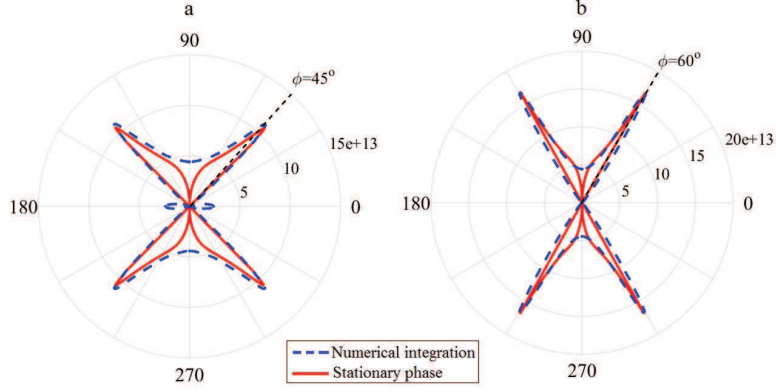 a
90
ϕ=45°
15e+13
10
5
180
0
270
b
90
ϕ=60°
20e+13
15
10
5
180
0
270
Numerical integration
Stationary phase